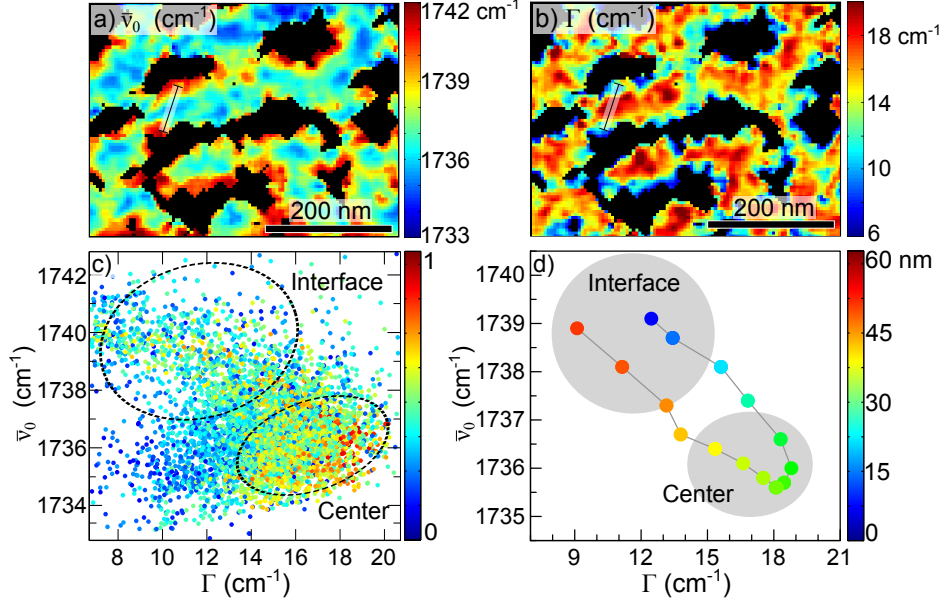 a) ν̄₀ (cm⁻¹)
1742 cm⁻¹
1739
1736
1733
200 nm
b) Γ (cm⁻¹)
18 cm⁻¹
14
10
6
200 nm
c)
Interface
Center
1742
1740
1738
1736
1734
ν̄₀ (cm⁻¹)
8 10 12 14 16 18 20
Γ (cm⁻¹)
1
0
d)
Interface
Center
1740
1739
1738
1737
1736
1735
ν̄₀ (cm⁻¹)
9 12 15 18 21
Γ (cm⁻¹)
60 nm
45
30
15
0